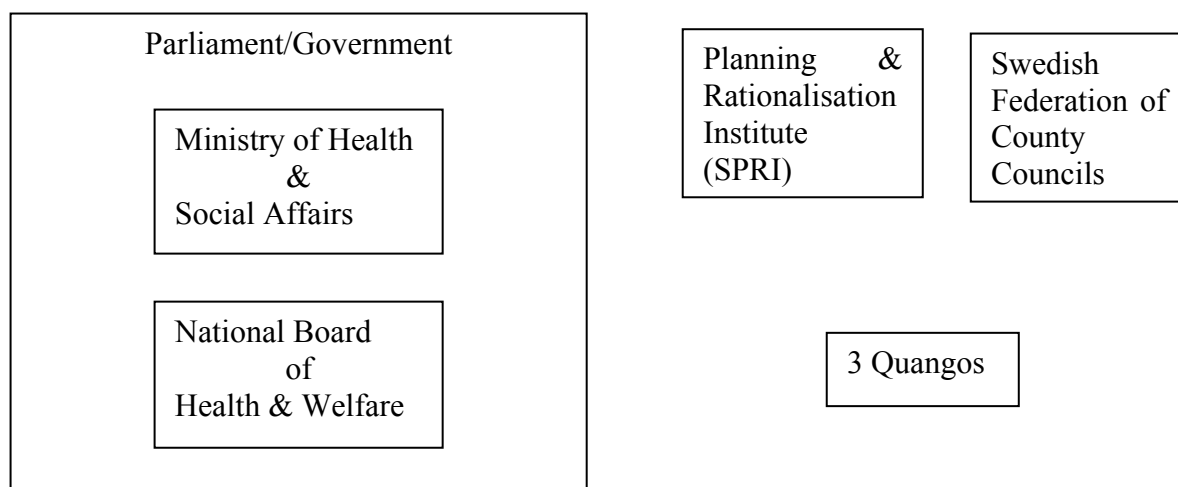 Parliament/Government
Ministry of Health
&
Social Affairs
National Board
of
Health & Welfare
Planning &
Rationalisation
Institute
(SPRI)
Swedish
Federation of
County
Councils
3 Quangos